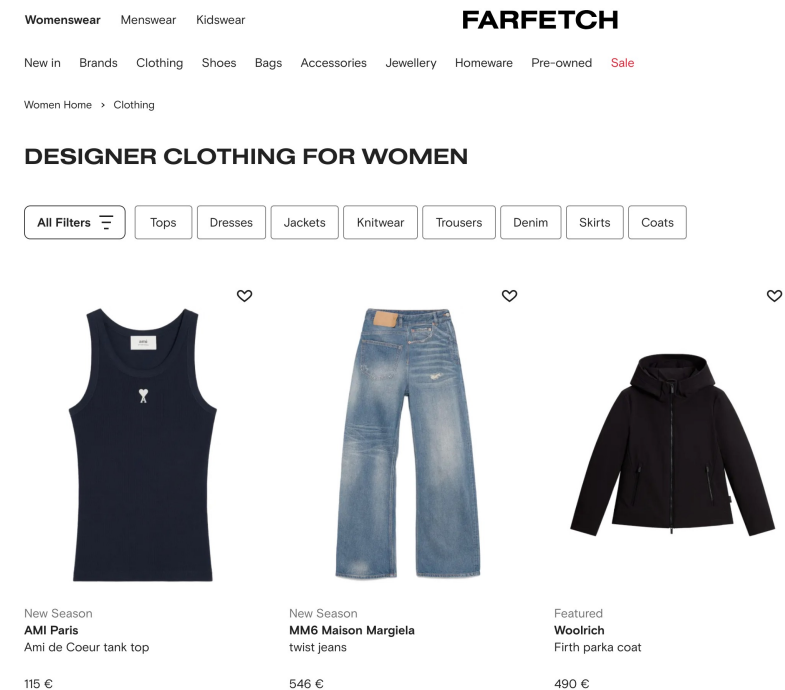 Womenswear Menswear Kidswear FARFETCH
New in Brands Clothing Shoes Bags Accessories Jewellery Homeware Pre-owned Sale
Women Home › Clothing
DESIGNER CLOTHING FOR WOMEN
All Filters Tops Dresses Jackets Knitwear Trousers Denim Skirts Coats
New Season
AMI Paris
Ami de Coeur tank top
115 €
New Season
MM6 Maison Margiela
twist jeans
546 €
Featured
Woolrich
Firth parka coat
490 €